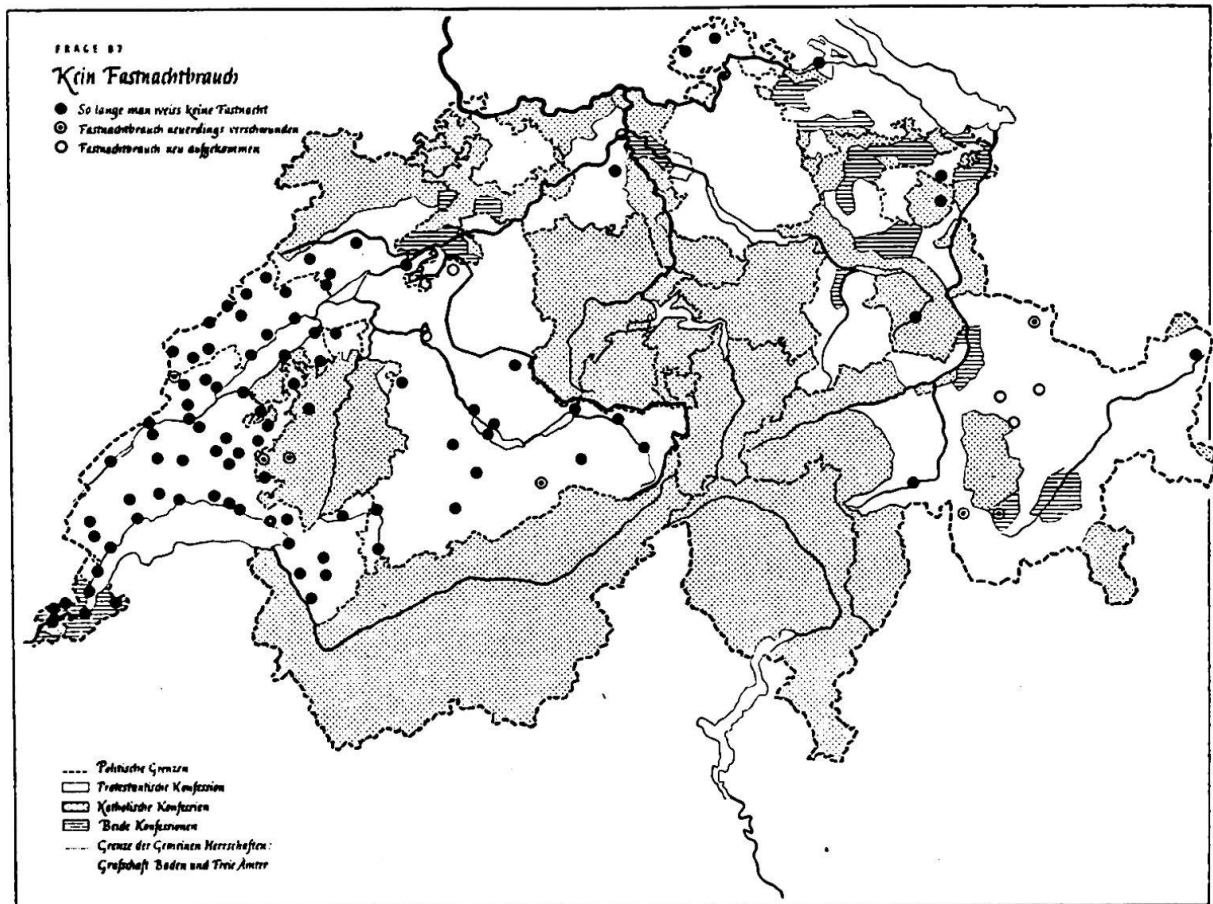 FRAGE 87
Kein Fastnachtbrauch
So lange man weiss keine Fastnacht
Fastnachtbrauch neuerdings verschwunden
Fastnachtbrauch neu aufgekommen
Politische Grenzen
Protestantische Konfession
Katholische Konfession
Beide Konfessionen
Grenze der Gemeinen Herrschaften:
Grafschaft Baden und Freie Ämter